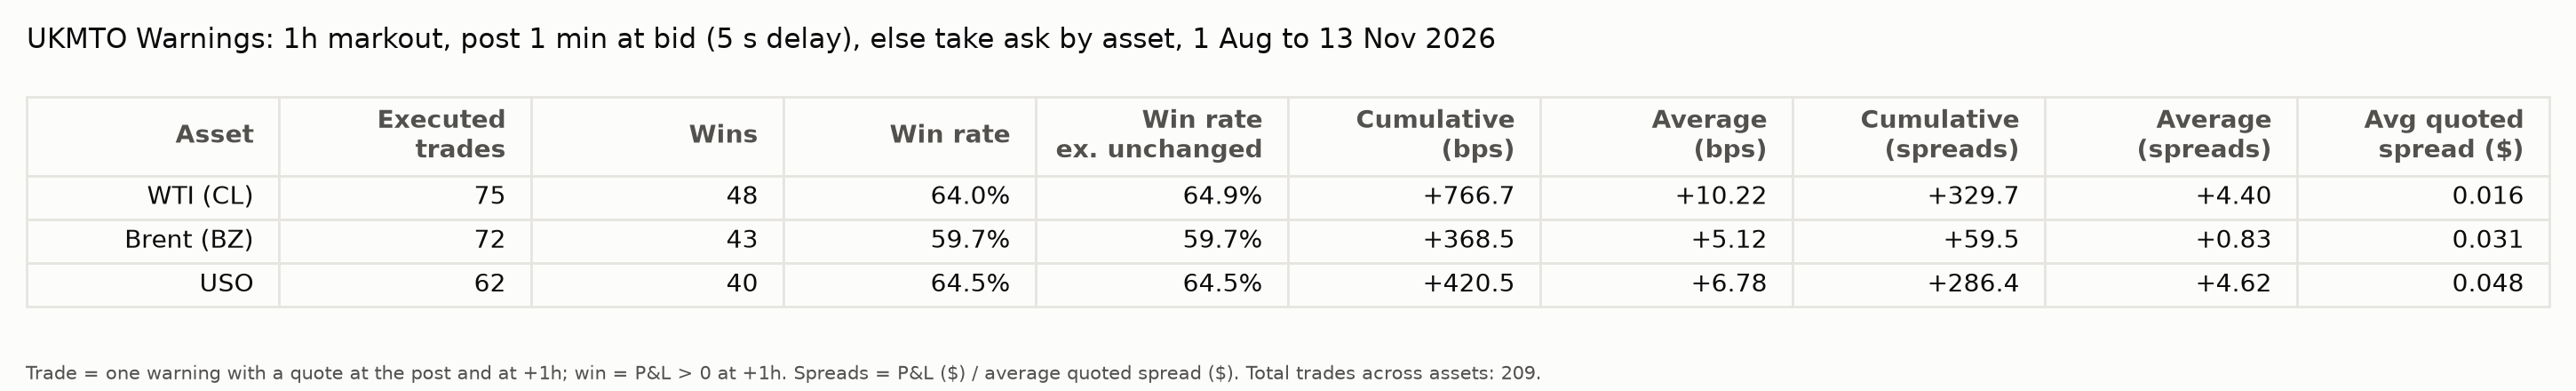 UKMTO Warnings: 1h markout, post 1 min at bid (5 s delay), else take ask by asset, 1 Aug to 13 Nov 2026
Asset Executed trades Wins Win rate Win rate ex. unchanged Cumulative (bps) Average (bps) Cumulative (spreads) Average (spreads) Avg quoted spread ($)
WTI (CL) 75 48 64.0% 64.9% +766.7 +10.22 +329.7 +4.40 0.016
Brent (BZ) 72 43 59.7% 59.7% +368.5 +5.12 +59.5 +0.83 0.031
USO 62 40 64.5% 64.5% +420.5 +6.78 +286.4 +4.62 0.048
Trade = one warning with a quote at the post and at +1h; win = P&L > 0 at +1h. Spreads = P&L ($) / average quoted spread ($). Total trades across assets: 209.